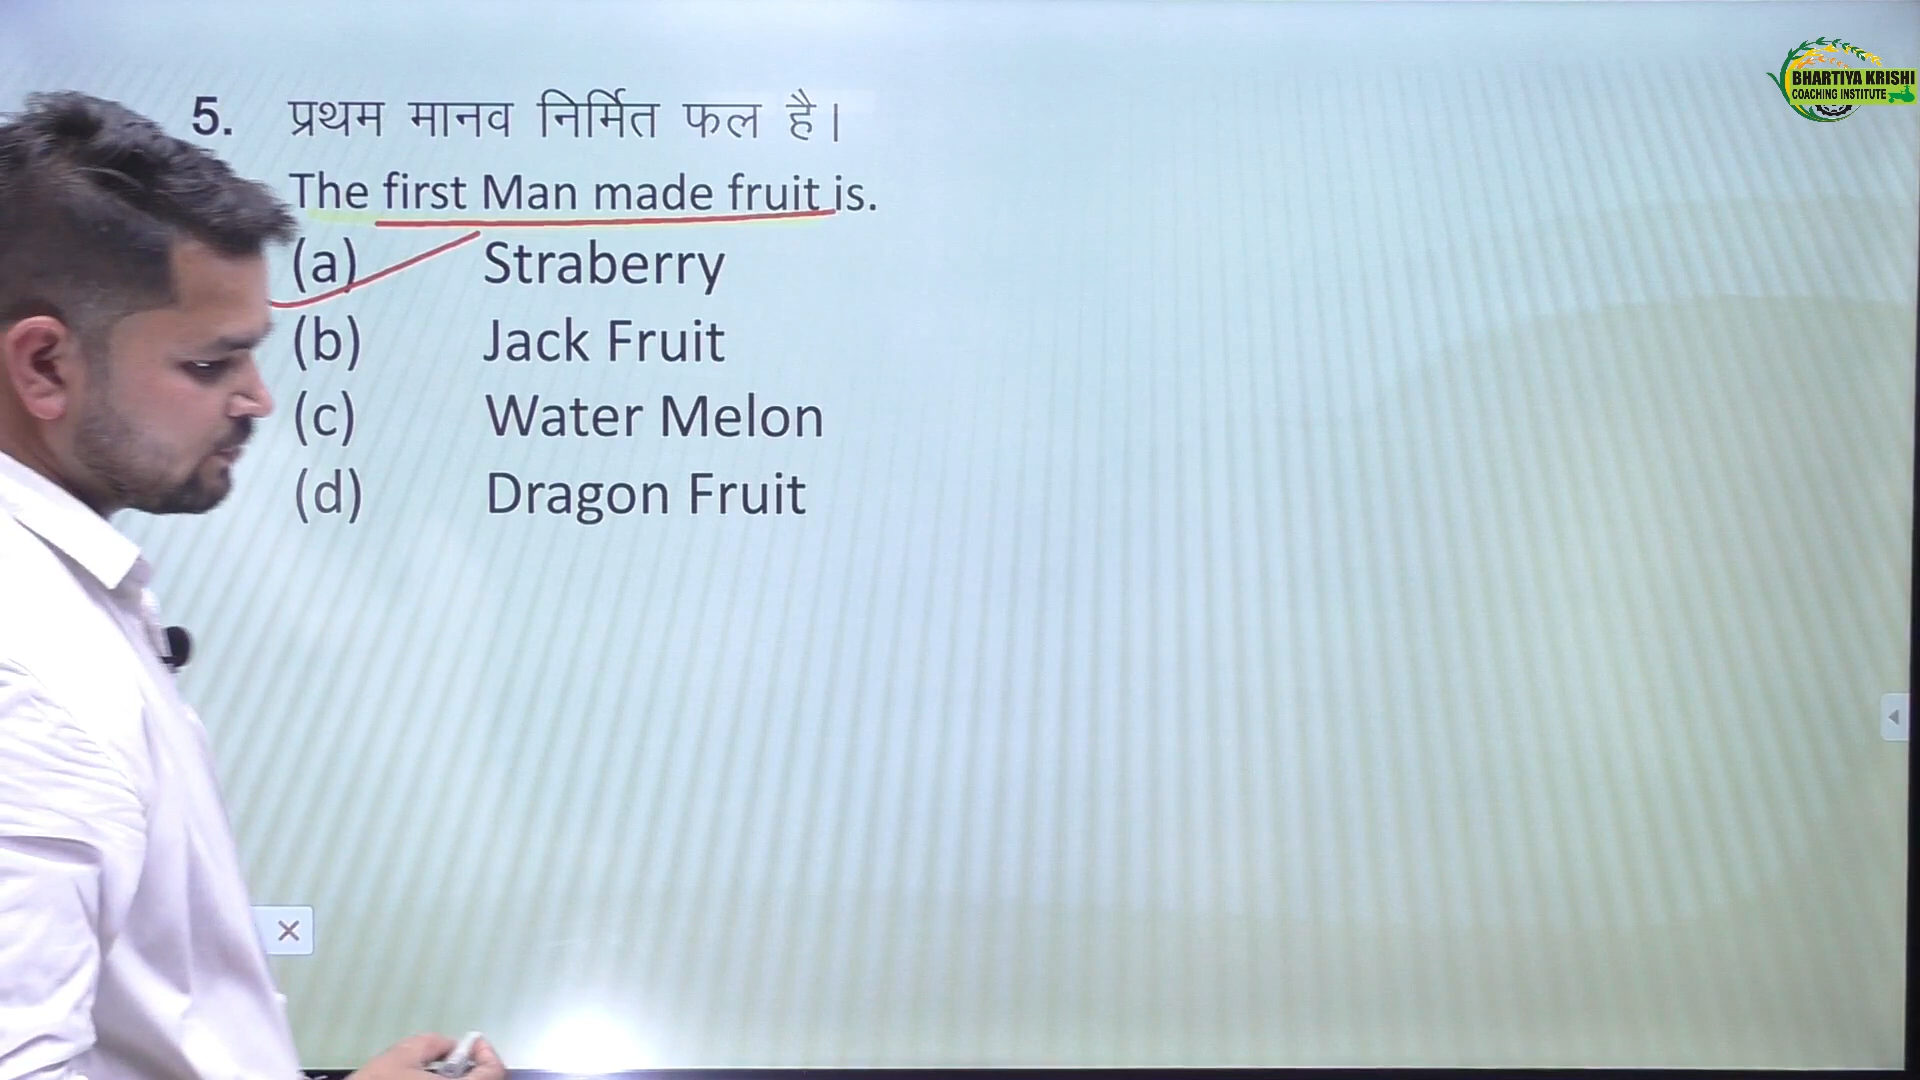 BHARTIYA KRISHI
COACHING INSTITUTE
5. प्रथम मानव निर्मित फल है।
The first Man made fruit is.
(a) Straberry
(b) Jack Fruit
(c) Water Melon
(d) Dragon Fruit